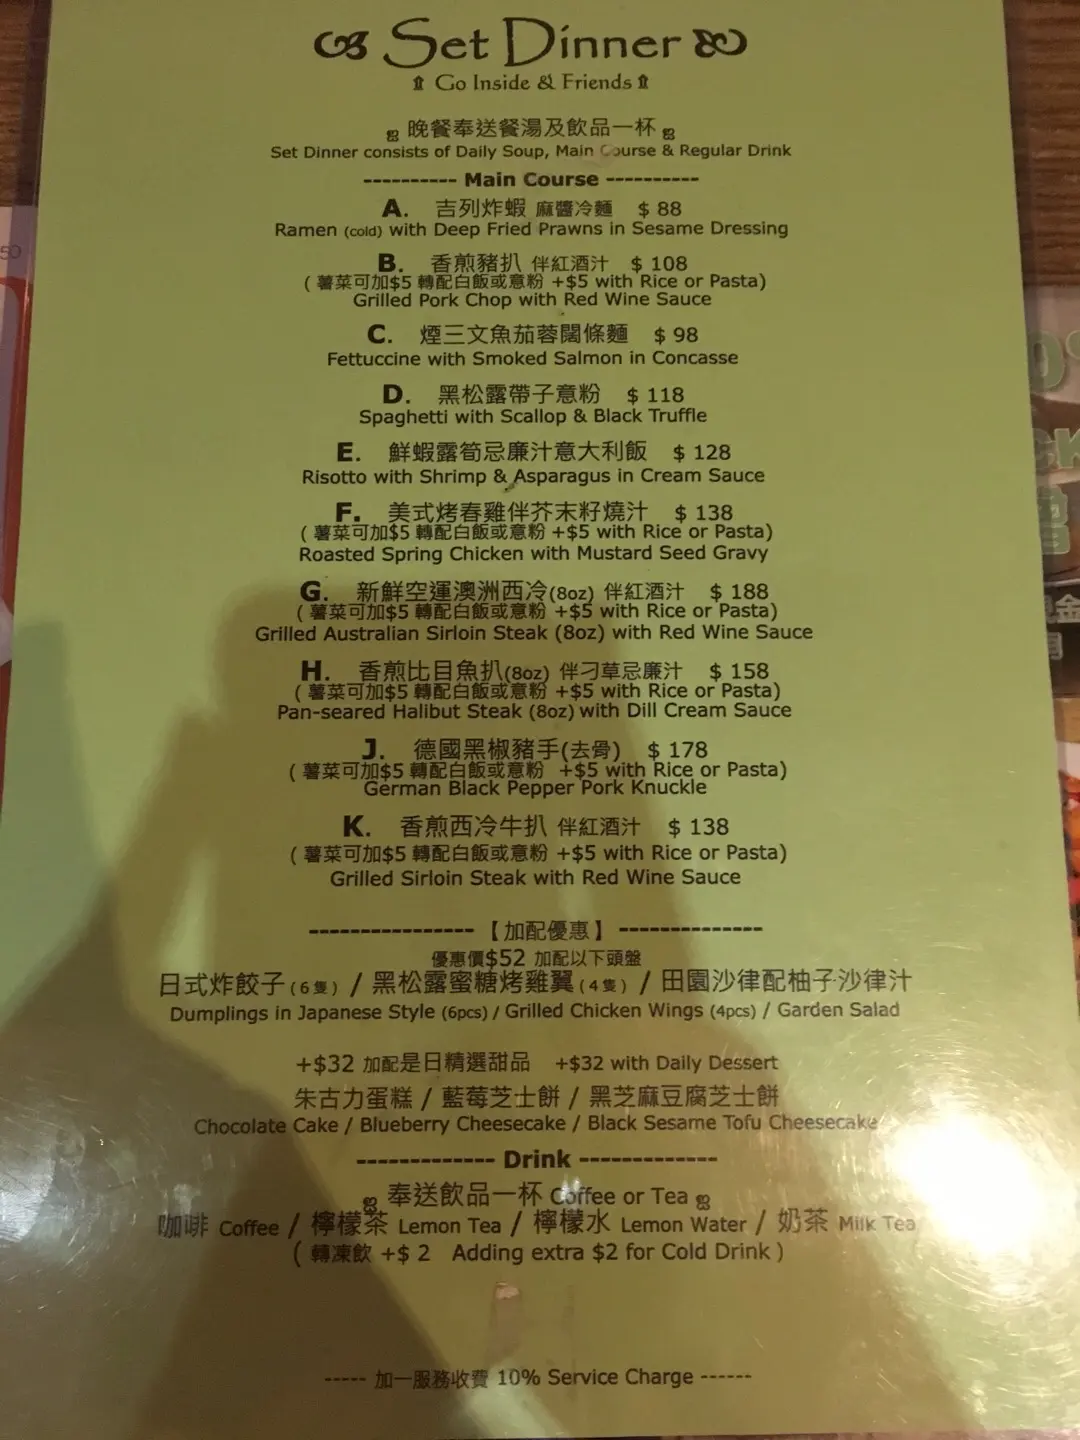 Set Dinner
Go Inside & Friends
晚餐奉送餐湯及飲品一杯
Set Dinner consists of Daily Soup, Main Course & Regular Drink
---------- Main Course ----------
A. 吉列炸蝦 麻醬冷麵 $ 88
Ramen (cold) with Deep Fried Prawns in Sesame Dressing
B. 香煎豬扒 伴紅酒汁 $ 108
( 薯菜可加$5 轉配白飯或意粉 +$5 with Rice or Pasta)
Grilled Pork Chop with Red Wine Sauce
C. 煙三文魚茄蓉闊條麵 $ 98
Fettuccine with Smoked Salmon in Concasse
D. 黑松露帶子意粉 $ 118
Spaghetti with Scallop & Black Truffle
E. 鮮蝦露筍忌廉汁意大利飯 $ 128
Risotto with Shrimp & Asparagus in Cream Sauce
F. 美式烤春雞伴芥末籽燒汁 $ 138
( 薯菜可加$5 轉配白飯或意粉 +$5 with Rice or Pasta)
Roasted Spring Chicken with Mustard Seed Gravy
G. 新鮮空運澳洲西冷(8oz) 伴紅酒汁 $ 188
( 薯菜可加$5 轉配白飯或意粉 +$5 with Rice or Pasta)
Grilled Australian Sirloin Steak (8oz) with Red Wine Sauce
H. 香煎比目魚扒(8oz) 伴刁草忌廉汁 $ 158
( 薯菜可加$5 轉配白飯或意粉 +$5 with Rice or Pasta)
Pan-seared Halibut Steak (8oz) with Dill Cream Sauce
J. 德國黑椒豬手(去骨) $ 178
( 薯菜可加$5 轉配白飯或意粉 +$5 with Rice or Pasta)
German Black Pepper Pork Knuckle
K. 香煎西冷牛扒 伴紅酒汁 $ 138
( 薯菜可加$5 轉配白飯或意粉 +$5 with Rice or Pasta)
Grilled Sirloin Steak with Red Wine Sauce
---------------- 【加配優惠】 --------------
優惠價$52 加配以下頭盤
日式炸餃子(6隻) / 黑松露蜜糖烤雞翼(4隻) / 田園沙律配柚子沙律汁
Dumplings in Japanese Style (6pcs) / Grilled Chicken Wings (4pcs) / Garden Salad
+$32 加配是日精選甜品 +$32 with Daily Dessert
朱古力蛋糕 / 藍莓芝士餅 / 黑芝麻豆腐芝士餅
Chocolate Cake / Blueberry Cheesecake / Black Sesame Tofu Cheesecake
------------- Drink -------------
奉送飲品一杯 Coffee or Tea
咖啡 Coffee / 檸檬茶 Lemon Tea / 檸檬水 Lemon Water / 奶茶 Milk Tea
( 轉凍飲 +$ 2 Adding extra $2 for Cold Drink )
----- 加一服務收費 10% Service Charge ------